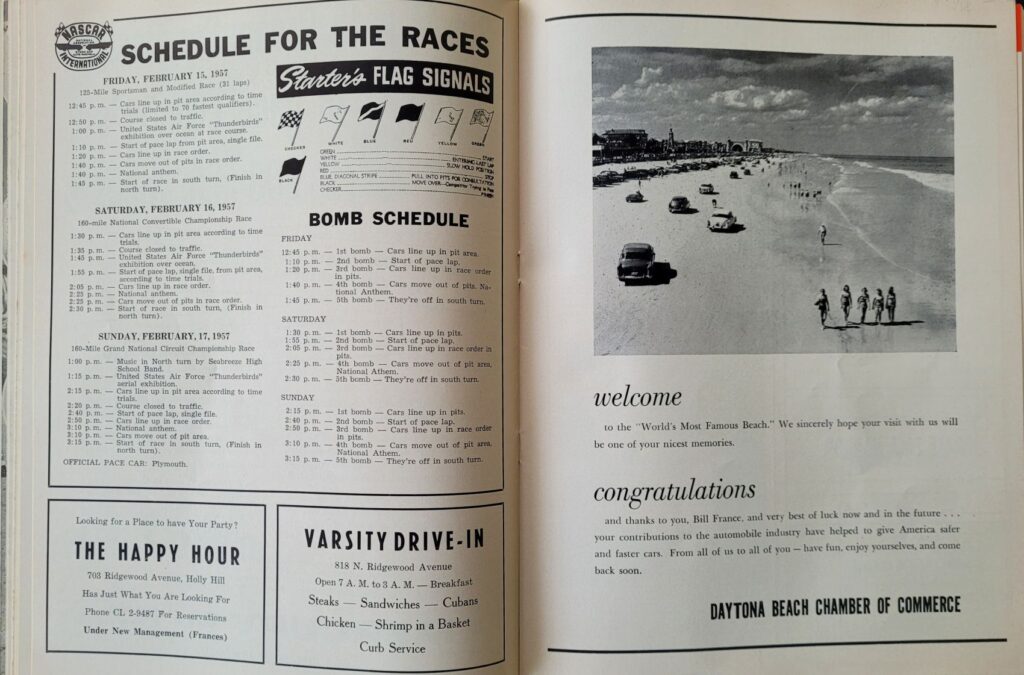 NASCAR
INTERNATIONAL
SCHEDULE FOR THE RACES
FRIDAY, FEBRUARY 15, 1957
125-Mile Sportsman and Modified Race (31 laps)
12:45 p. m. — Cars line up in pit area according to time
trials (limited to 70 fastest qualifiers).
12:50 p. m. — Course closed to traffic.
1:00 p. m. — United States Air Force "Thunderbirds"
exhibition over ocean at race course.
1:10 p. m. — Start of pace lap from pit area, single file.
1:20 p. m. — Cars line up in race order.
1:40 p. m. — Cars move out of pits in race order.
1:40 p. m. — National anthem.
1:45 p. m. — Start of race in south turn, (Finish in
north turn).
SATURDAY, FEBRUARY 16, 1957
160-mile National Convertible Championship Race
1:30 p. m. — Cars line up in pit area according to time
trials.
1:35 p. m. — Course closed to traffic.
1:45 p. m. — United States Air Force "Thunderbirds"
exhibition over ocean.
1:55 p. m. — Start of pace lap, single file, from pit area,
according to time trials.
2:05 p. m. — Cars line up in race order.
2:25 p. m. — National anthem.
2:25 p. m. — Cars move out of pits in race order.
2:30 p. m. — Start of race in south turn, (Finish in
north turn).
SUNDAY, FEBRUARY, 17, 1957
160-Mile Grand National Circuit Championship Race
1:00 p. m. — Music in North turn by Seabreeze High
School Band.
1:15 p. m. — United States Air Force "Thunderbirds"
aerial exhibition.
2:15 p. m. — Cars line up in pit area according to time
trials.
2:20 p. m. — Course closed to traffic.
2:40 p. m. — Start of pace lap, single file.
2:50 p. m. — Cars line up in race order.
3:10 p. m. — National anthem.
3:10 p. m. — Cars move out of pit area.
3:15 p. m. — Start of race in south turn, (Finish in
north turn).
OFFICIAL PACE CAR: Plymouth.
Starter's FLAG SIGNALS
CHECKER WHITE BLUE RED YELLOW GREEN
BLACK
GREEN START
WHITE ENTERING LAST LAP
YELLOW SLOW HOLD POSITION
RED STOP
BLUE DIAGONAL STRIPE MOVE OVER—Competitor Trying to Pass
BLACK PULL INTO PITS FOR CONSULTATION
CHECKER FINISH
BOMB SCHEDULE
FRIDAY
12:45 p. m. — 1st bomb — Cars line up in pit area.
1:10 p. m. — 2nd bomb — Start of pace lap.
1:20 p. m. — 3rd bomb — Cars line up in race order
in pits.
1:40 p. m. — 4th bomb — Cars move out of pits. Na-
tional Anthem.
1:45 p. m. — 5th bomb — They're off in south turn.
SATURDAY
1:30 p. m. — 1st bomb — Cars line up in pits.
1:55 p. m. — 2nd bomb — Start of pace lap.
2:05 p. m. — 3rd bomb — Cars line up in race order in
pits.
2:25 p. m. — 4th bomb — Cars move out of pit area,
National Athem.
2:30 p. m. — 5th bomb — They're off in south turn.
SUNDAY
2:15 p. m. — 1st bomb — Cars line up in pits.
2:40 p. m. — 2nd bomb — Start of pace lap.
2:50 p. m. — 3rd bomb — Cars line up in race order
in pits.
3:10 p. m. — 4th bomb — Cars move out of pit area.
National Athem.
3:15 p. m. — 5th bomb — They're off in south turn.
Looking for a Place to have Your Party?
THE HAPPY HOUR
703 Ridgewood Avenue, Holly Hill
Has Just What You Are Looking For
Phone CL 2-9487 For Reservations
Under New Management (Frances)
VARSITY DRIVE-IN
818 N. Ridgewood Avenue
Open 7 A. M. to 3 A. M. — Breakfast
Steaks — Sandwiches — Cubans
Chicken — Shrimp in a Basket
Curb Service
welcome
to the "World's Most Famous Beach." We sincerely hope your visit with us will
be one of your nicest memories.
congratulations
and thanks to you, Bill France, and very best of luck now and in the future . . .
your contributions to the automobile industry have helped to give America safer
and faster cars. From all of us to all of you — have fun, enjoy yourselves, and come
back soon.
DAYTONA BEACH CHAMBER OF COMMERCE